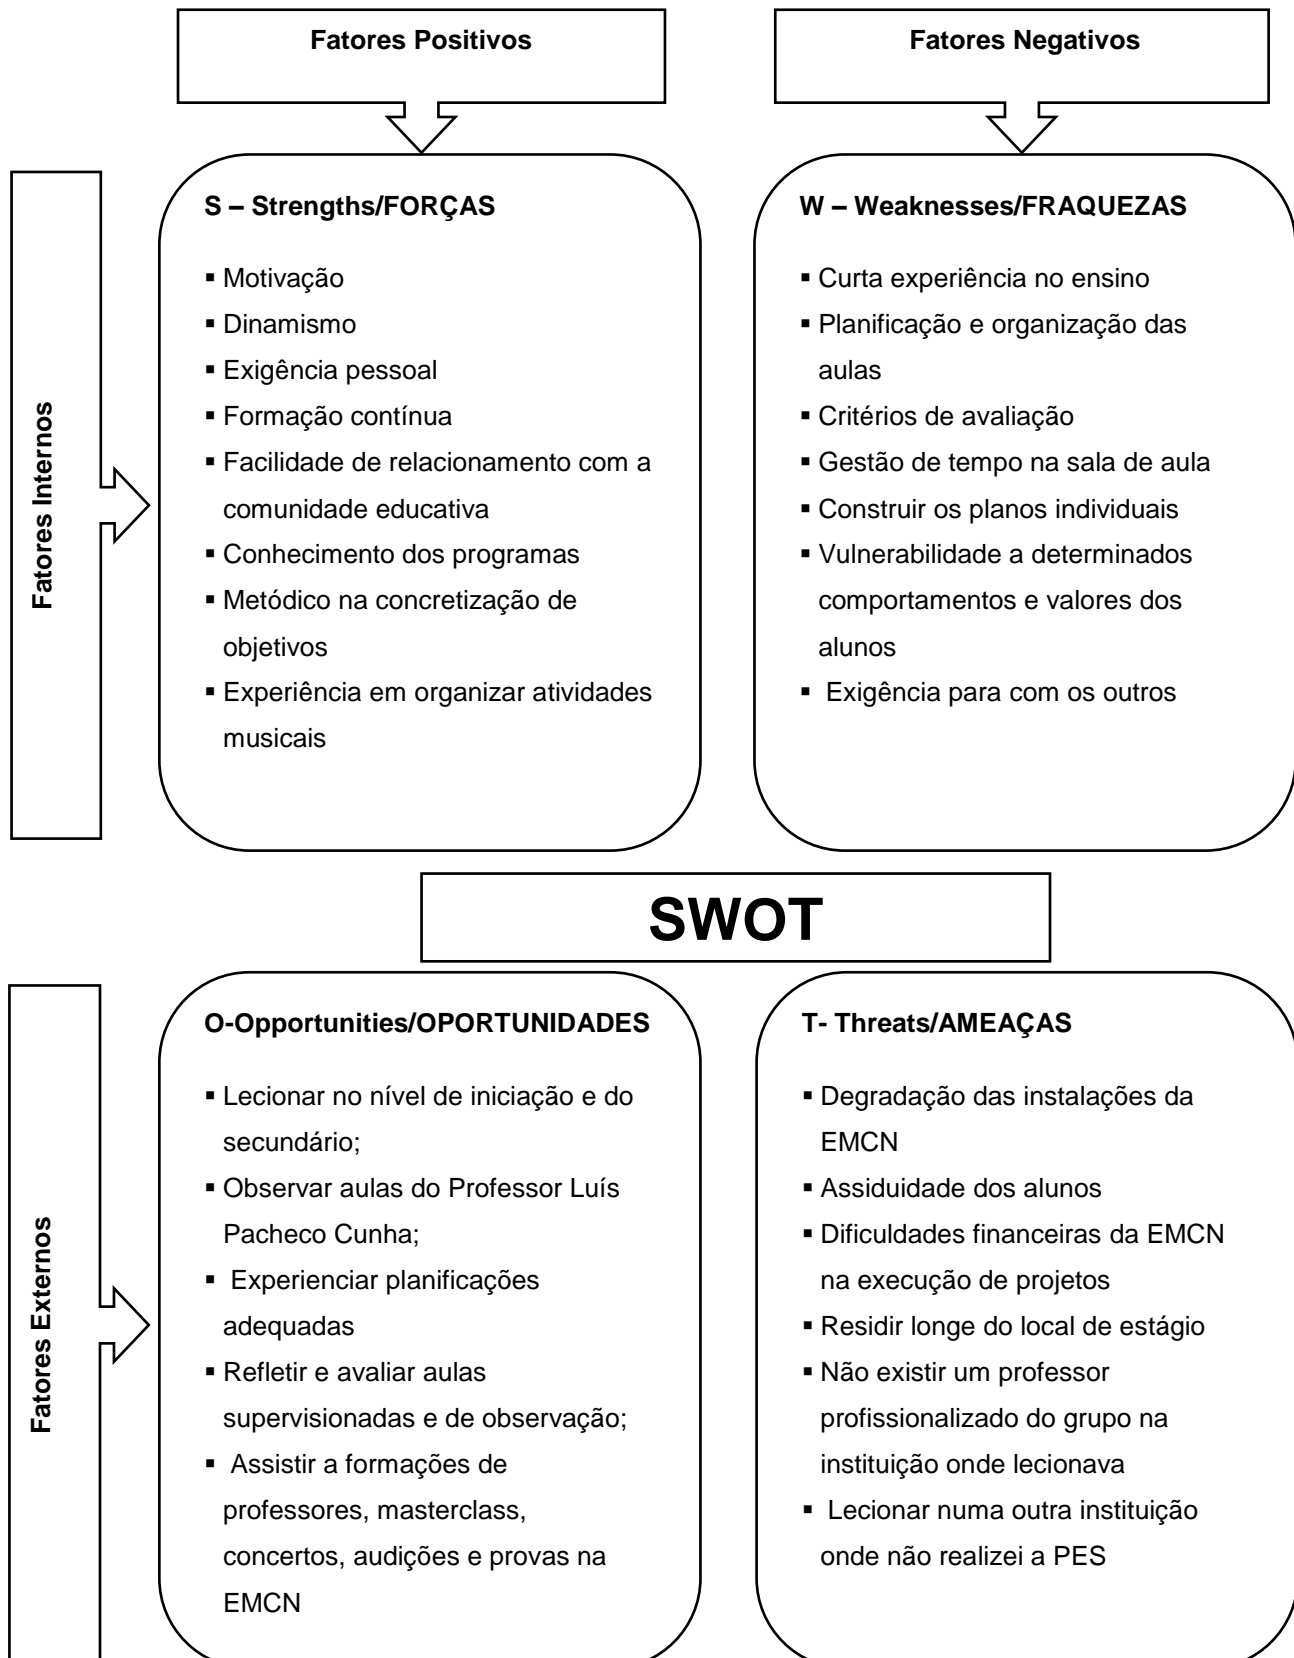 Fatores Positivos
Fatores Negativos
Fatores Internos
S – Strengths/FORÇAS
▪ Motivação
▪ Dinamismo
▪ Exigência pessoal
▪ Formação contínua
▪ Facilidade de relacionamento com a
comunidade educativa
▪ Conhecimento dos programas
▪ Metódico na concretização de
objetivos
▪ Experiência em organizar atividades
musicais
W – Weaknesses/FRAQUEZAS
▪ Curta experiência no ensino
▪ Planificação e organização das
aulas
▪ Critérios de avaliação
▪ Gestão de tempo na sala de aula
▪ Construir os planos individuais
▪ Vulnerabilidade a determinados
comportamentos e valores dos
alunos
▪ Exigência para com os outros
SWOT
Fatores Externos
O-Opportunities/OPORTUNIDADES
▪ Lecionar no nível de iniciação e do
secundário;
▪ Observar aulas do Professor Luís
Pacheco Cunha;
▪ Experienciar planificações
adequadas
▪ Refletir e avaliar aulas
supervisionadas e de observação;
▪ Assistir a formações de
professores, masterclass,
concertos, audições e provas na
EMCN
T- Threats/AMEAÇAS
▪ Degradação das instalações da
EMCN
▪ Assiduidade dos alunos
▪ Dificuldades financeiras da EMCN
na execução de projetos
▪ Residir longe do local de estágio
▪ Não existir um professor
profissionalizado do grupo na
instituição onde lecionava
▪ Lecionar numa outra instituição
onde não realizei a PES